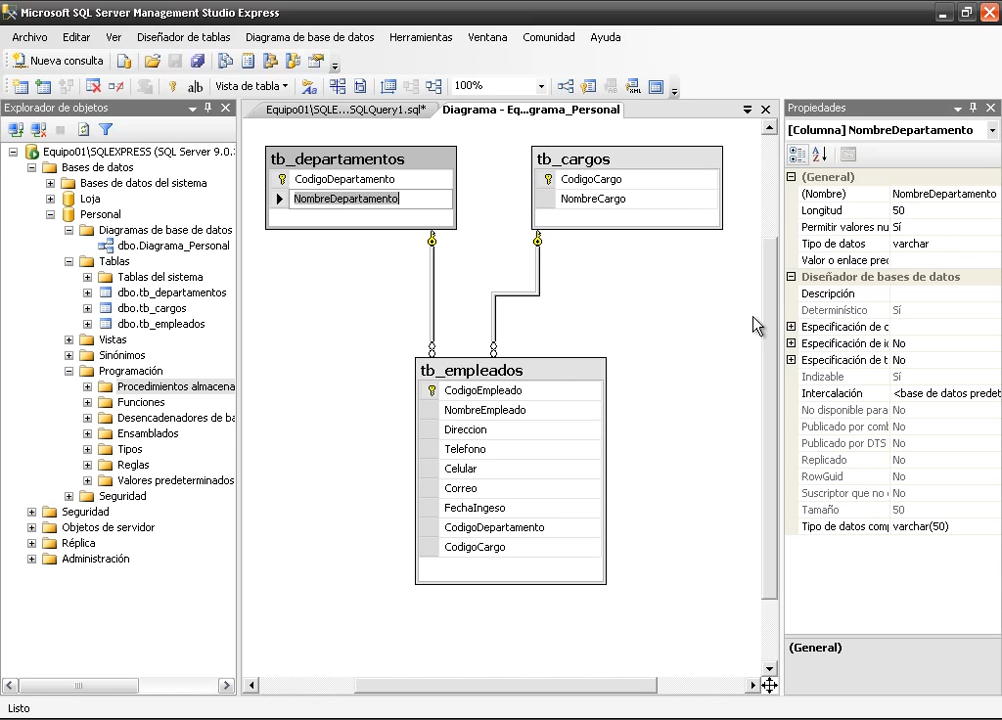 Microsoft SQL Server Management Studio Express
Archivo Editar Ver Diseñador de tablas Diagrama de base de datos Herramientas Ventana Comunidad Ayuda
Nueva consulta
ab| Vista de tabla 100%
Explorador de objetos
Equipo01\SQLEXPRESS (SQL Server 9.0.
Bases de datos
Bases de datos del sistema
Loja
Personal
Diagramas de base de datos
dbo.Diagrama_Personal
Tablas
Tablas del sistema
dbo.tb_departamentos
dbo.tb_cargos
dbo.tb_empleados
Vistas
Sinónimos
Programación
Procedimientos almacena
Funciones
Desencadenadores de ba
Ensamblados
Tipos
Reglas
Valores predeterminados
Seguridad
Seguridad
Objetos de servidor
Réplica
Administración
Equipo01\SQLE...SQLQuery1.sql* Diagrama - Eq...grama_Personal
tb_departamentos
CodigoDepartamento
NombreDepartamento
tb_cargos
CodigoCargo
NombreCargo
tb_empleados
CodigoEmpleado
NombreEmpleado
Direccion
Telefono
Celular
Correo
FechaIngeso
CodigoDepartamento
CodigoCargo
Propiedades
[Columna] NombreDepartamento
(General)
(Nombre) NombreDepartamento
Longitud 50
Permitir valores nu Sí
Tipo de datos varchar
Valor o enlace prec
Diseñador de bases de datos
Descripción
Determinístico Sí
Especificación de c
Especificación de ic No
Especificación de t No
Indizable Sí
Intercalación <base de datos predet
No disponible para No
Publicado por comb No
Publicado por DTS No
Replicado No
RowGuid No
Suscriptor que no No
Tamaño 50
Tipo de datos comp varchar(50)
(General)
Listo